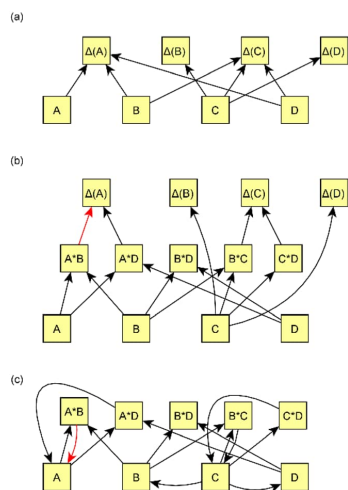 (a)
Δ(A) Δ(B) Δ(C) Δ(D)
A B C D
(b)
Δ(A) Δ(B) Δ(C) Δ(D)
A*B A*D B*D B*C C*D
A B C D
(c)
A*B A*D B*D B*C C*D
A B C D